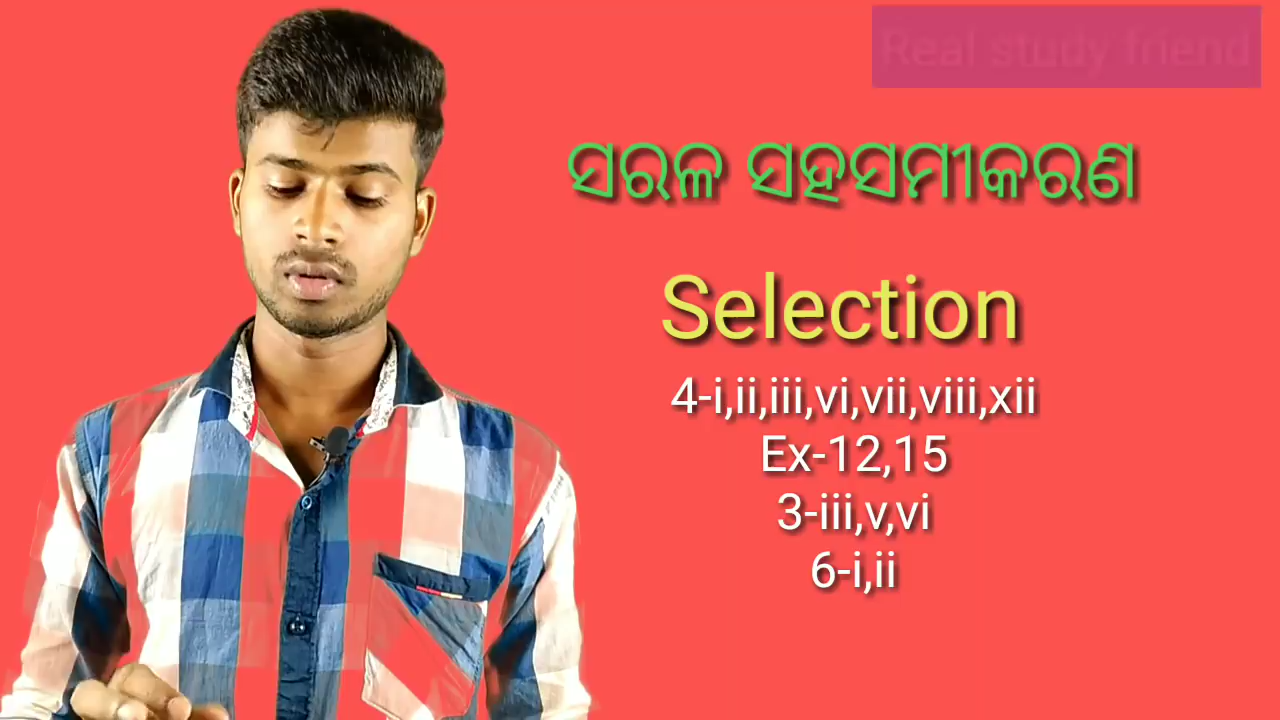 Real study friend
ସରଳ ସହସମୀକରଣ
Selection
4-i,ii,iii,vi,vii,viii,xii
Ex-12,15
3-iii,v,vi
6-i,ii